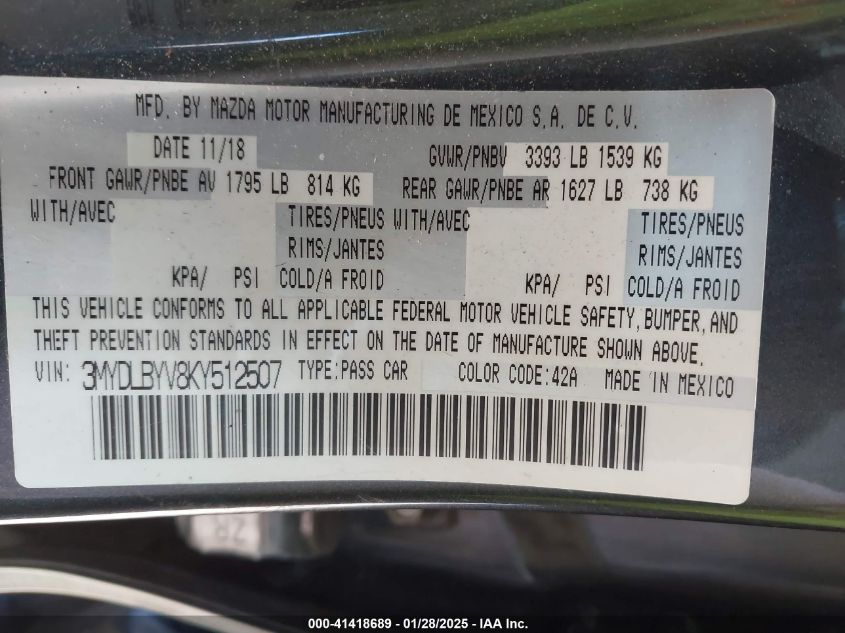 MFD. BY MAZDA MOTOR MANUFACTURING DE MEXICO S.A. DE C.V.
DATE 11/18 GVWR/PNBV 3393 LB 1539 KG
FRONT GAWR/PNBE AV 1795 LB 814 KG REAR GAWR/PNBE AR 1627 LB 738 KG
WITH/AVEC TIRES/PNEUS WITH/AVEC TIRES/PNEUS
RIMS/JANTES RIMS/JANTES
KPA/ PSI COLD/A FROID KPA/ PSI COLD/A FROID
THIS VEHICLE CONFORMS TO ALL APPLICABLE FEDERAL MOTOR VEHICLE SAFETY, BUMPER, AND
THEFT PREVENTION STANDARDS IN EFFECT ON THE DATE OF MANUFACTURE SHOWN ABOVE.
VIN: 3MYDLBYV8KY512507 TYPE:PASS CAR COLOR CODE:42A MADE IN MEXICO
ZR
000-41418689 | 01/28/2025 - IAA Inc.